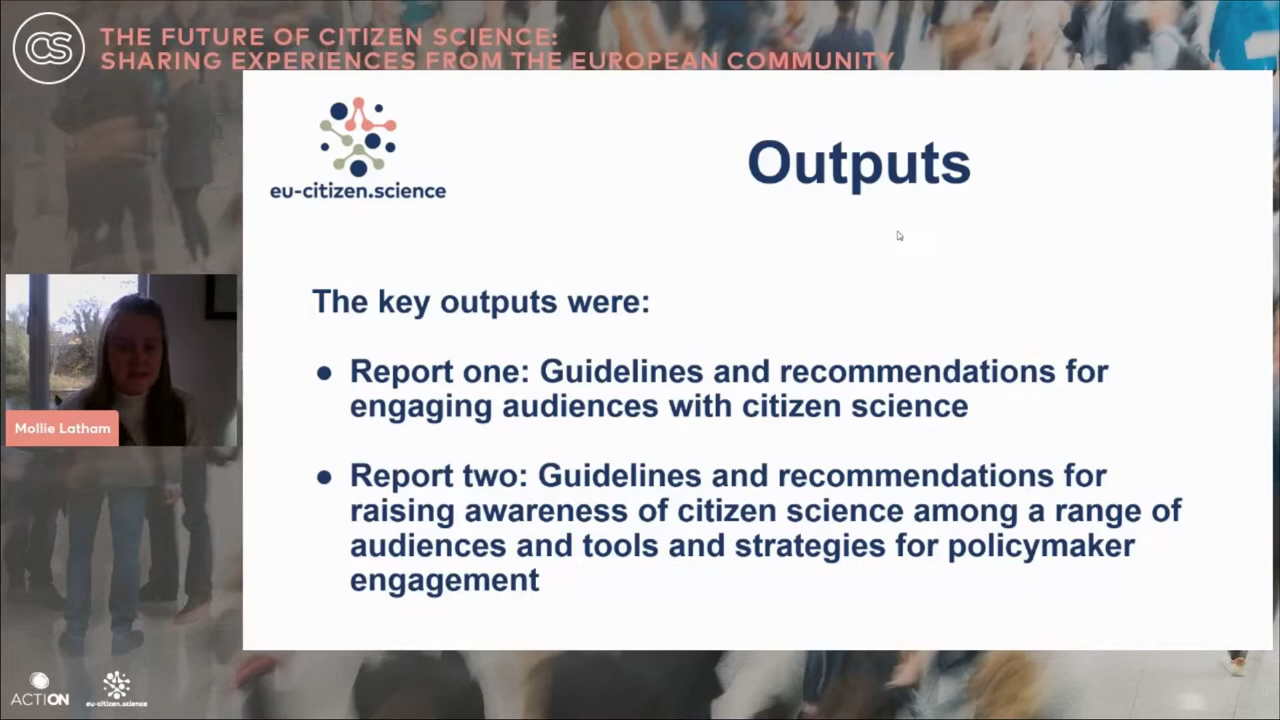 CS
THE FUTURE OF CITIZEN SCIENCE:
SHARING EXPERIENCES FROM THE EUROPEAN COMMUNITY
eu-citizen.science
Outputs
The key outputs were:
● Report one: Guidelines and recommendations for
engaging audiences with citizen science
● Report two: Guidelines and recommendations for
raising awareness of citizen science among a range of
audiences and tools and strategies for policymaker
engagement
Mollie Latham
ACTION
eu-citizen.science